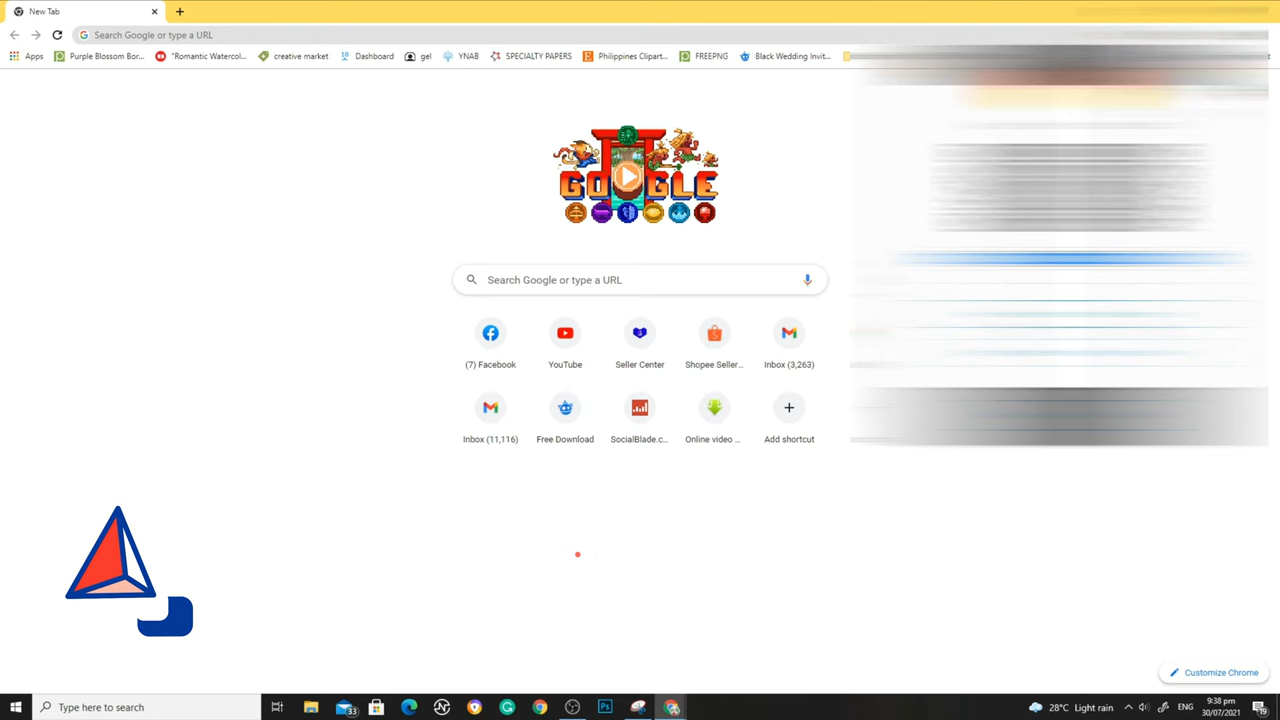 New Tab
Search Google or type a URL
Apps Purple Blossom Bor... "Romantic Watercol... creative market Dashboard gel YNAB SPECIALTY PAPERS Philippines Clipart... FREEPNG Black Wedding Invit...
GOOGLE
Search Google or type a URL
(7) Facebook YouTube Seller Center Shopee Seller... Inbox (3,263)
Inbox (11,116) Free Download SocialBlade.c... Online video ... Add shortcut
Customize Chrome
Type here to search 33 Ps 28°C Light rain ENG 9:38 pm 19
30/07/2021